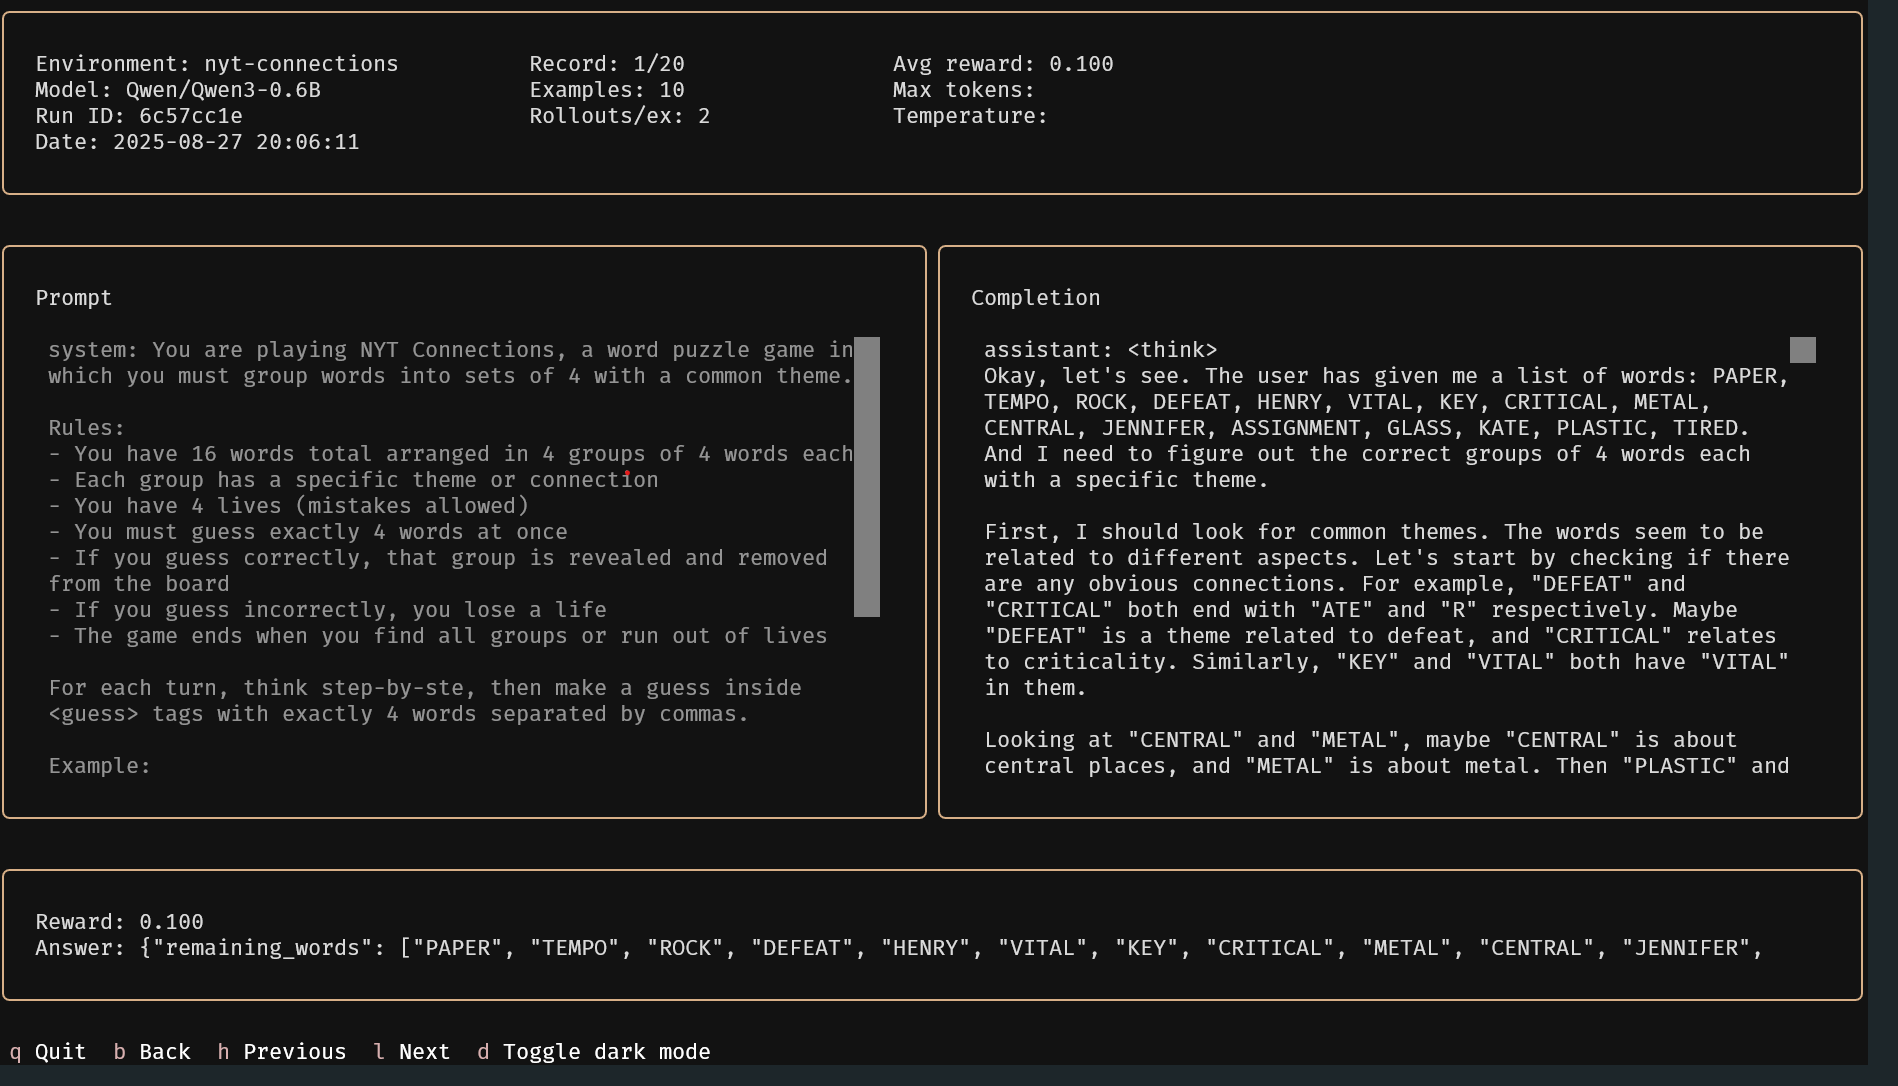 Environment: nyt-connections Record: 1/20 Avg reward: 0.100
Model: Qwen/Qwen3-0.6B Examples: 10 Max tokens:
Run ID: 6c57cc1e Rollouts/ex: 2 Temperature:
Date: 2025-08-27 20:06:11
Prompt
system: You are playing NYT Connections, a word puzzle game in
which you must group words into sets of 4 with a common theme.
Rules:
- You have 16 words total arranged in 4 groups of 4 words each
- Each group has a specific theme or connection
- You have 4 lives (mistakes allowed)
- You must guess exactly 4 words at once
- If you guess correctly, that group is revealed and removed
from the board
- If you guess incorrectly, you lose a life
- The game ends when you find all groups or run out of lives
For each turn, think step-by-ste, then make a guess inside
<guess> tags with exactly 4 words separated by commas.
Example:
Completion
assistant: <think>
Okay, let's see. The user has given me a list of words: PAPER,
TEMPO, ROCK, DEFEAT, HENRY, VITAL, KEY, CRITICAL, METAL,
CENTRAL, JENNIFER, ASSIGNMENT, GLASS, KATE, PLASTIC, TIRED.
And I need to figure out the correct groups of 4 words each
with a specific theme.
First, I should look for common themes. The words seem to be
related to different aspects. Let's start by checking if there
are any obvious connections. For example, "DEFEAT" and
"CRITICAL" both end with "ATE" and "R" respectively. Maybe
"DEFEAT" is a theme related to defeat, and "CRITICAL" relates
to criticality. Similarly, "KEY" and "VITAL" both have "VITAL"
in them.
Looking at "CENTRAL" and "METAL", maybe "CENTRAL" is about
central places, and "METAL" is about metal. Then "PLASTIC" and
Reward: 0.100
Answer: {"remaining_words": ["PAPER", "TEMPO", "ROCK", "DEFEAT", "HENRY", "VITAL", "KEY", "CRITICAL", "METAL", "CENTRAL", "JENNIFER",
q Quit b Back h Previous l Next d Toggle dark mode